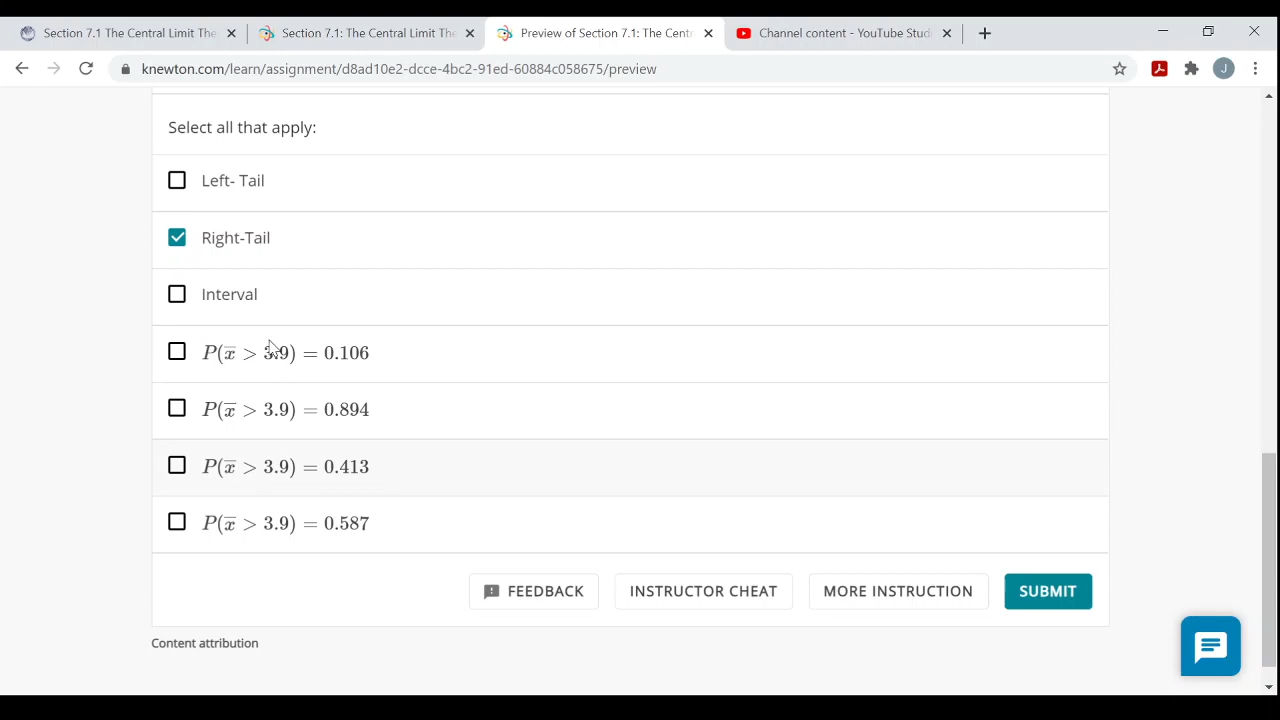 Section 7.1 The Central Limit The
Section 7.1: The Central Limit The
Preview of Section 7.1: The Centr
Channel content - YouTube Studi
knewton.com/learn/assignment/d8ad10e2-dcce-4bc2-91ed-60884c058675/preview
J
Select all that apply:
Left- Tail
Right-Tail
Interval
P(x̅ > 3.9) = 0.106
P(x̅ > 3.9) = 0.894
P(x̅ > 3.9) = 0.413
P(x̅ > 3.9) = 0.587
FEEDBACK
INSTRUCTOR CHEAT
MORE INSTRUCTION
SUBMIT
Content attribution